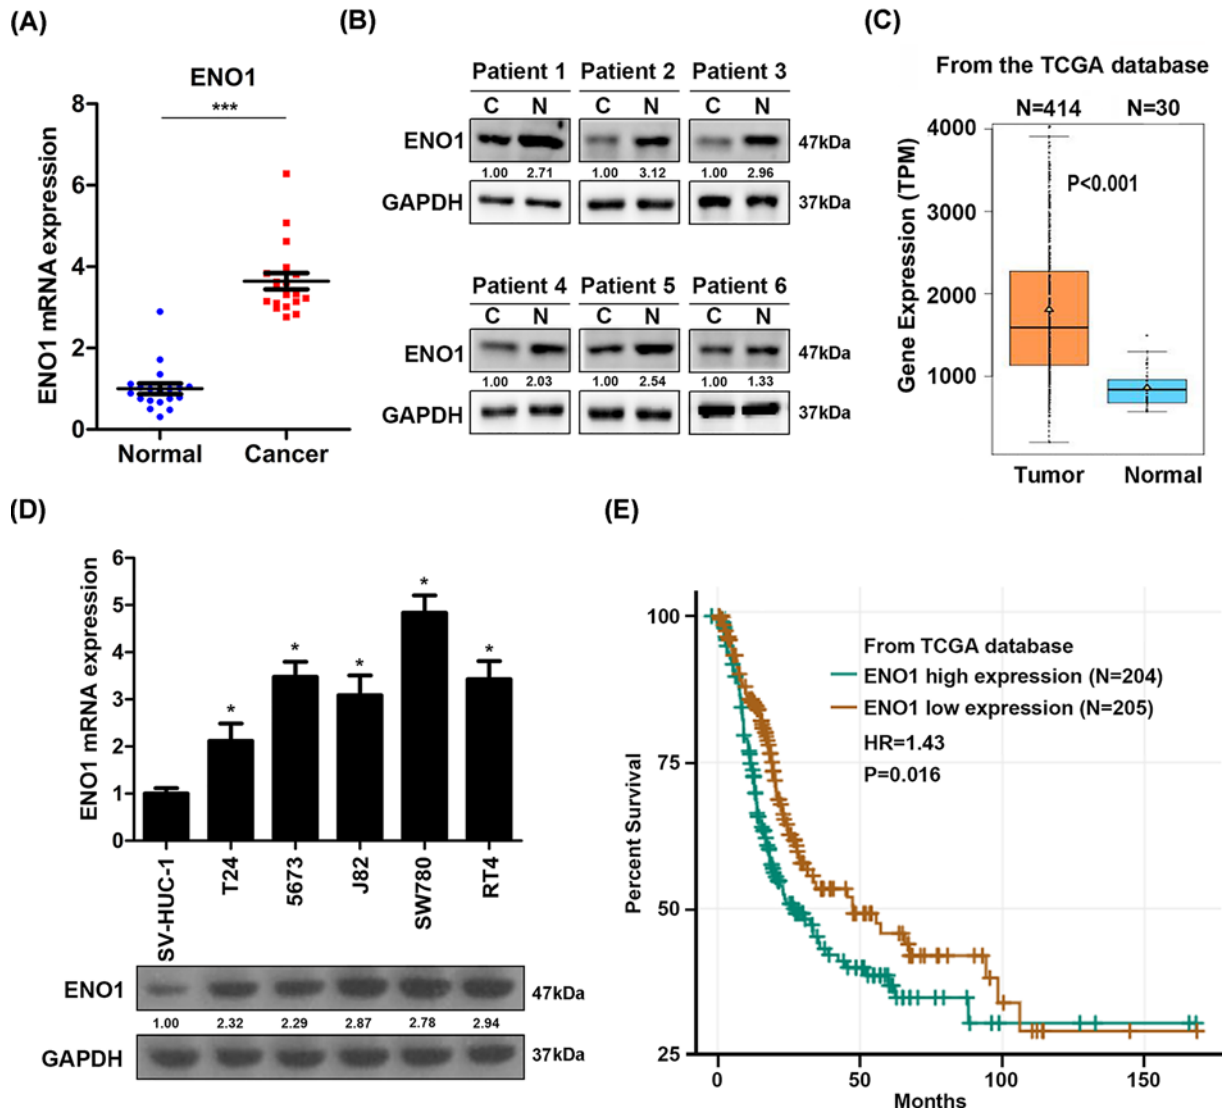 (A)
ENO1
***
ENO1 mRNA expression
8
6
4
2
0
Normal Cancer
(B)
Patient 1 Patient 2 Patient 3
C N C N C N
ENO1 47kDa
1.00 2.71 1.00 3.12 1.00 2.96
GAPDH 37kDa
Patient 4 Patient 5 Patient 6
C N C N C N
ENO1 47kDa
1.00 2.03 1.00 2.54 1.00 1.33
GAPDH 37kDa
(C)
From the TCGA database
N=414 N=30
Gene Expression (TPM)
4000
3000
2000
1000
P<0.001
Tumor Normal
(D)
ENO1 mRNA expression
6
5
4
3
2
1
0
* * * * *
SV-HUC-1 T24 5673 J82 SW780 RT4
ENO1 47kDa
1.00 2.32 2.29 2.87 2.78 2.94
GAPDH 37kDa
(E)
Percent Survival
100
75
50
25
From TCGA database
ENO1 high expression (N=204)
ENO1 low expression (N=205)
HR=1.43
P=0.016
0 50 100 150
Months